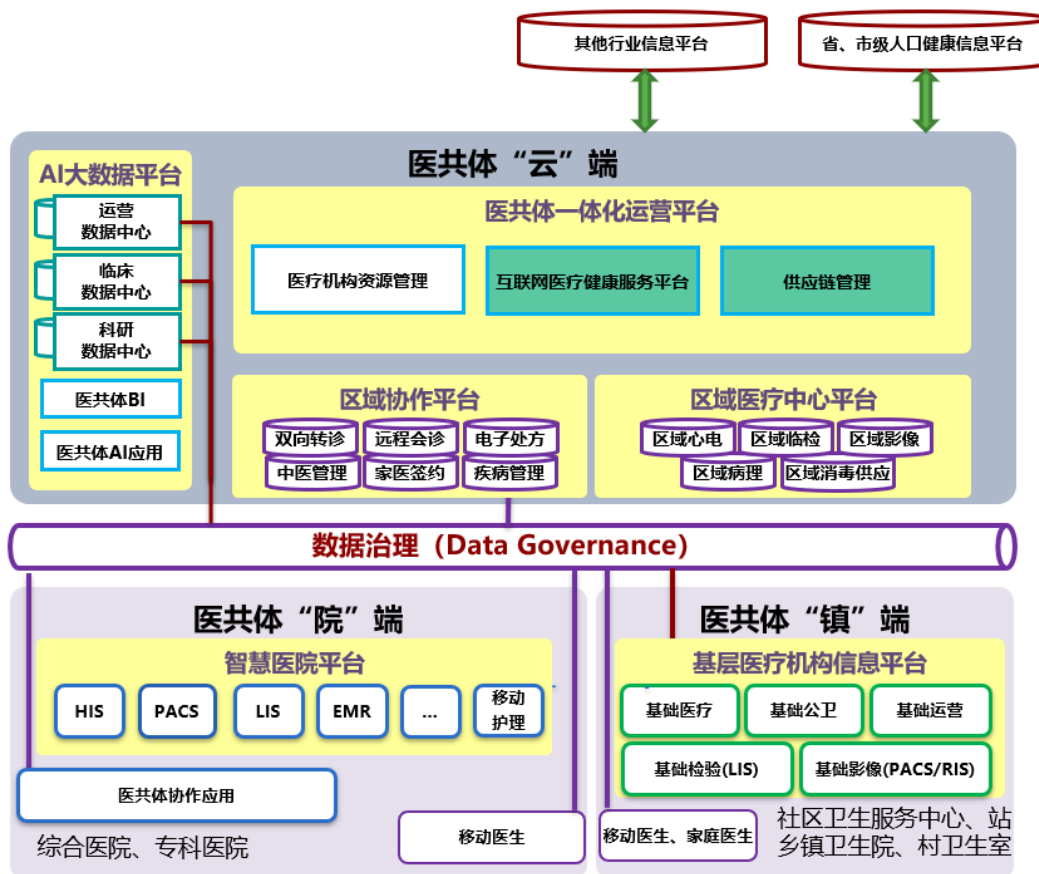 其他行业信息平台
省、市级人口健康信息平台
医共体“云”端
AI大数据平台
运营
数据中心
临床
数据中心
科研
数据中心
医共体BI
医共体AI应用
医共体一体化运营平台
医疗机构资源管理
互联网医疗健康服务平台
供应链管理
区域协作平台
双向转诊
远程会诊
电子处方
中医管理
家医签约
疾病管理
区域医疗中心平台
区域心电
区域临检
区域影像
区域病理
区域消毒供应
数据治理（Data Governance）
医共体“院”端
智慧医院平台
HIS
PACS
LIS
EMR
...
移动
护理
医共体协作应用
综合医院、专科医院
移动医生
医共体“镇”端
基层医疗机构信息平台
基础医疗
基础公卫
基础运营
基础检验(LIS)
基础影像(PACS/RIS)
移动医生、家庭医生
社区卫生服务中心、站
乡镇卫生院、村卫生室